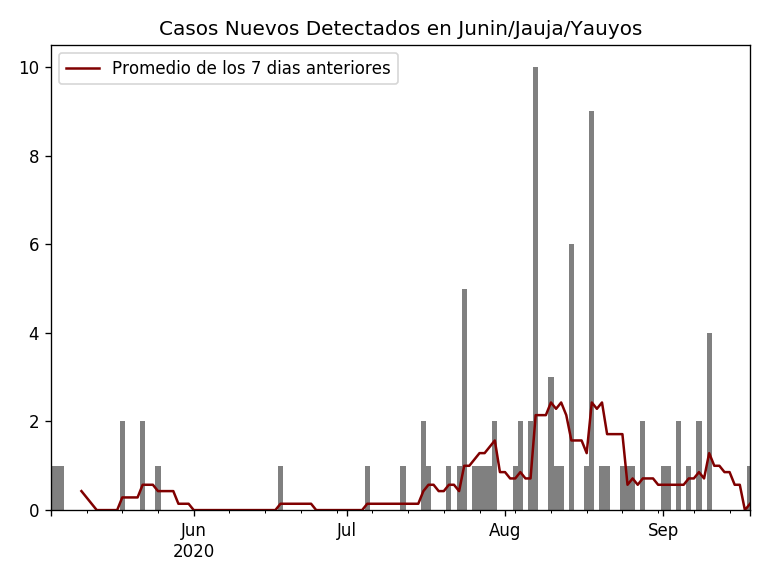 Casos Nuevos Detectados en Junin/Jauja/Yauyos
Promedio de los 7 dias anteriores
10
8
6
4
2
0
Jun Jul Aug Sep
2020